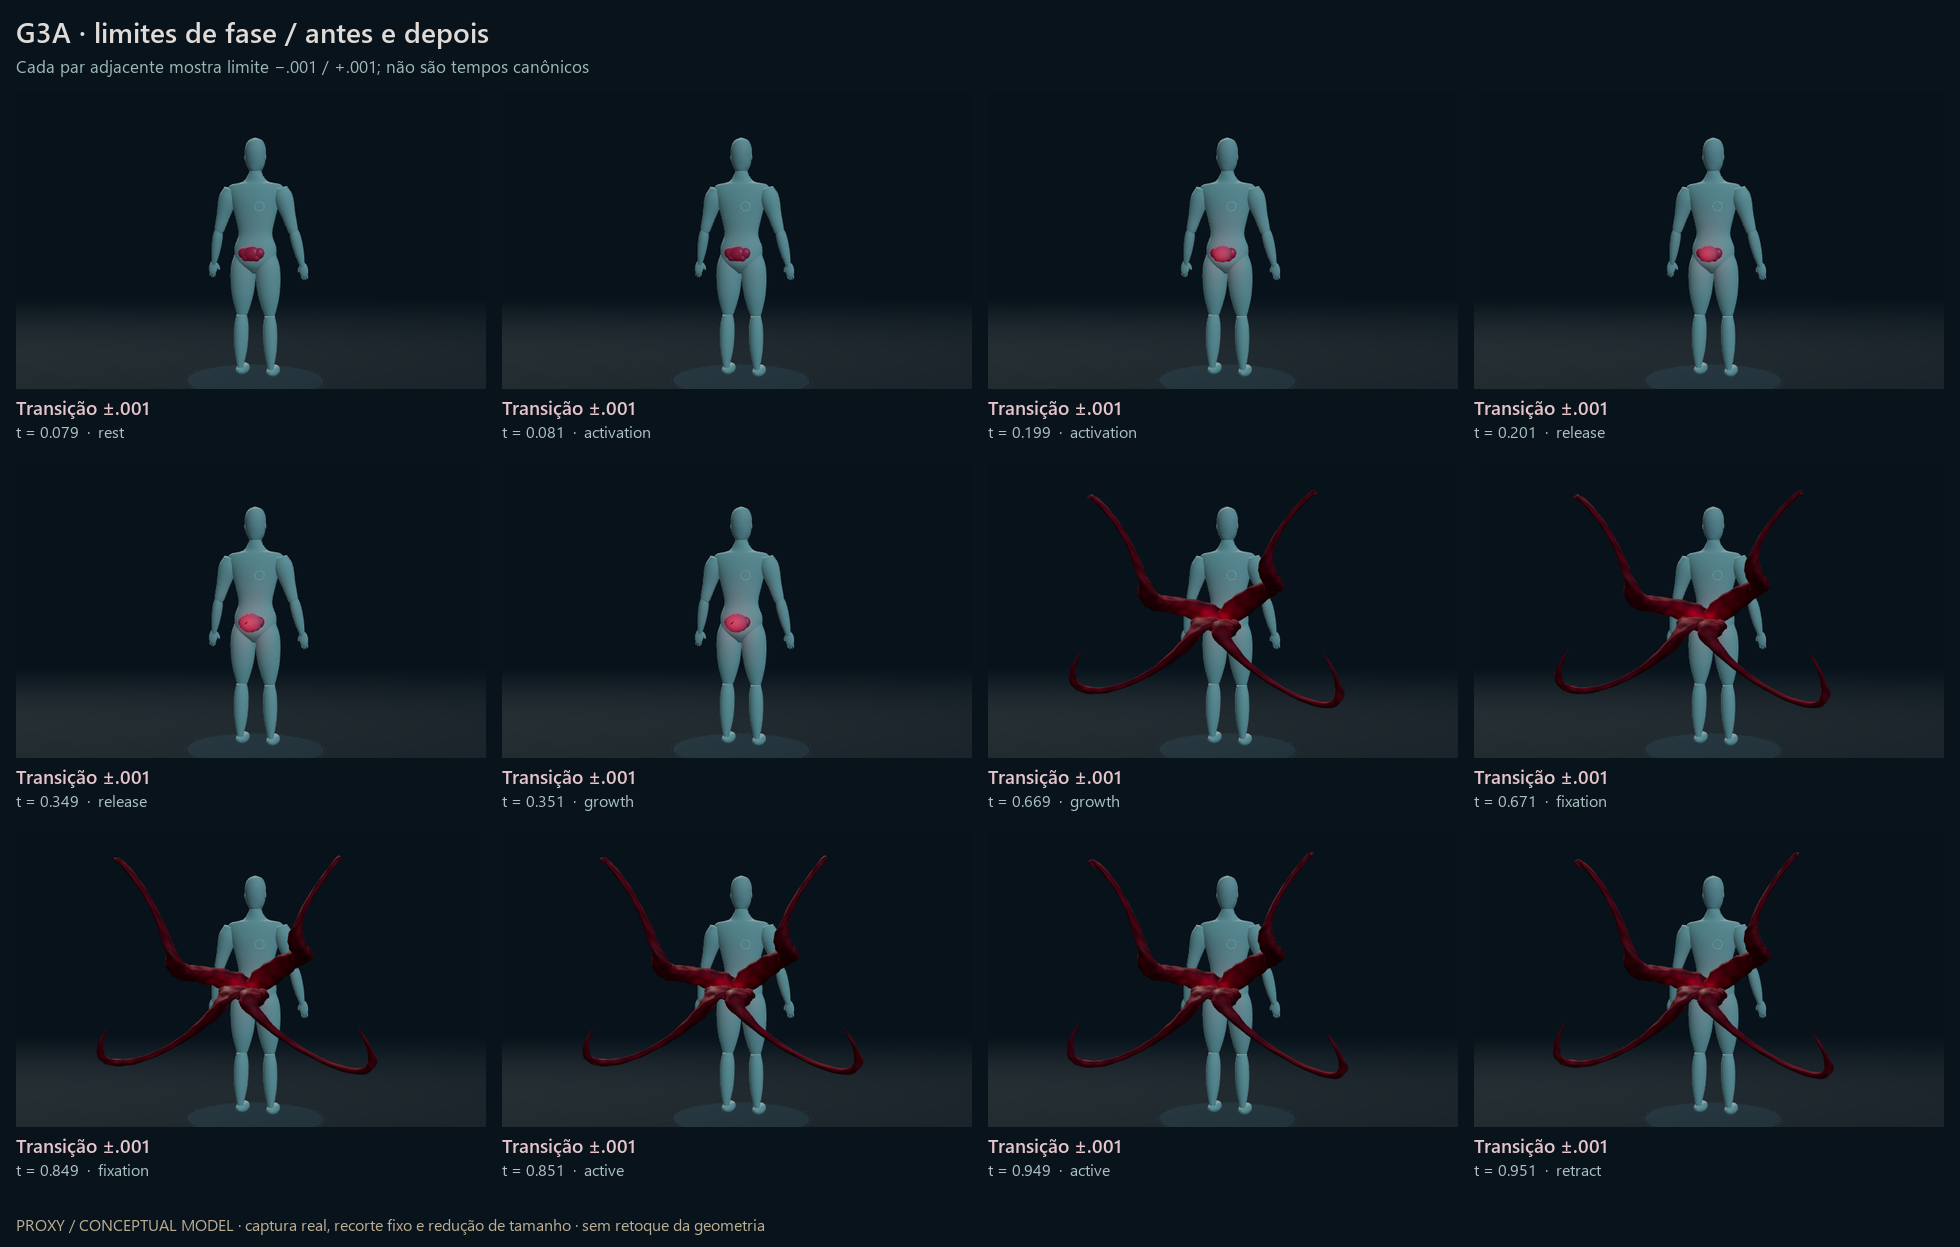 G3A · limites de fase / antes e depois
Cada par adjacente mostra limite −.001 / +.001; não são tempos canônicos
Transição ±.001
t = 0.079 · rest
Transição ±.001
t = 0.081 · activation
Transição ±.001
t = 0.199 · activation
Transição ±.001
t = 0.201 · release
Transição ±.001
t = 0.349 · release
Transição ±.001
t = 0.351 · growth
Transição ±.001
t = 0.669 · growth
Transição ±.001
t = 0.671 · fixation
Transição ±.001
t = 0.849 · fixation
Transição ±.001
t = 0.851 · active
Transição ±.001
t = 0.949 · active
Transição ±.001
t = 0.951 · retract
PROXY / CONCEPTUAL MODEL · captura real, recorte fixo e redução de tamanho · sem retoque da geometria